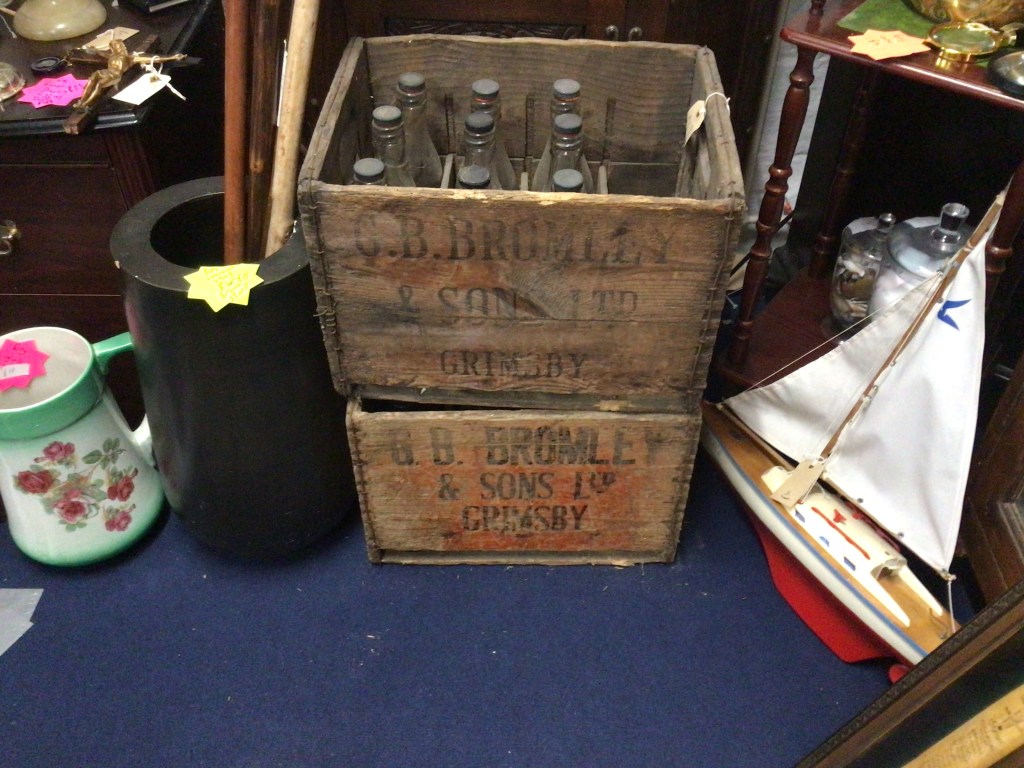 G.B. BROMLEY
& SONS LTD
GRIMSBY
G. B. BROMLEY
& SONS LTD
GRIMSBY